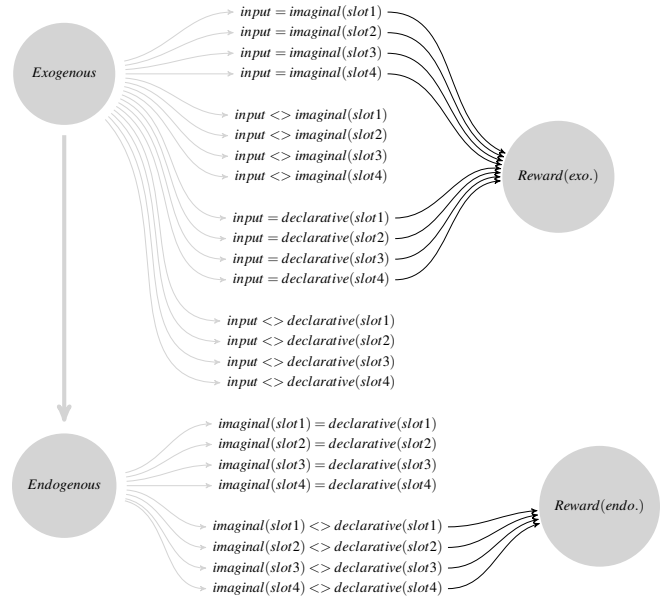 input = imaginal(slot1)
input = imaginal(slot2)
input = imaginal(slot3)
input = imaginal(slot4)
Exogenous
input <> imaginal(slot1)
input <> imaginal(slot2)
input <> imaginal(slot3)
input <> imaginal(slot4)
Reward(exo.)
input = declarative(slot1)
input = declarative(slot2)
input = declarative(slot3)
input = declarative(slot4)
input <> declarative(slot1)
input <> declarative(slot2)
input <> declarative(slot3)
input <> declarative(slot4)
imaginal(slot1) = declarative(slot1)
imaginal(slot2) = declarative(slot2)
imaginal(slot3) = declarative(slot3)
imaginal(slot4) = declarative(slot4)
Endogenous
Reward(endo.)
imaginal(slot1) <> declarative(slot1)
imaginal(slot2) <> declarative(slot2)
imaginal(slot3) <> declarative(slot3)
imaginal(slot4) <> declarative(slot4)